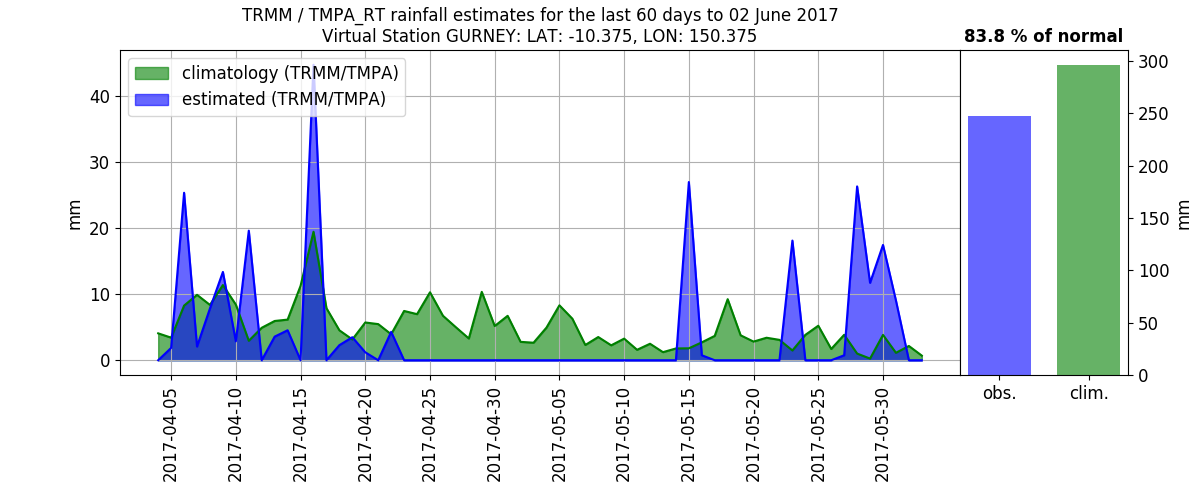 TRMM / TMPA_RT rainfall estimates for the last 60 days to 02 June 2017
Virtual Station GURNEY: LAT: -10.375, LON: 150.375
83.8 % of normal
climatology (TRMM/TMPA)
estimated (TRMM/TMPA)
mm
40
30
20
10
0
2017-04-05
2017-04-10
2017-04-15
2017-04-20
2017-04-25
2017-04-30
2017-05-05
2017-05-10
2017-05-15
2017-05-20
2017-05-25
2017-05-30
300
250
200
150
100
50
0
mm
obs.
clim.